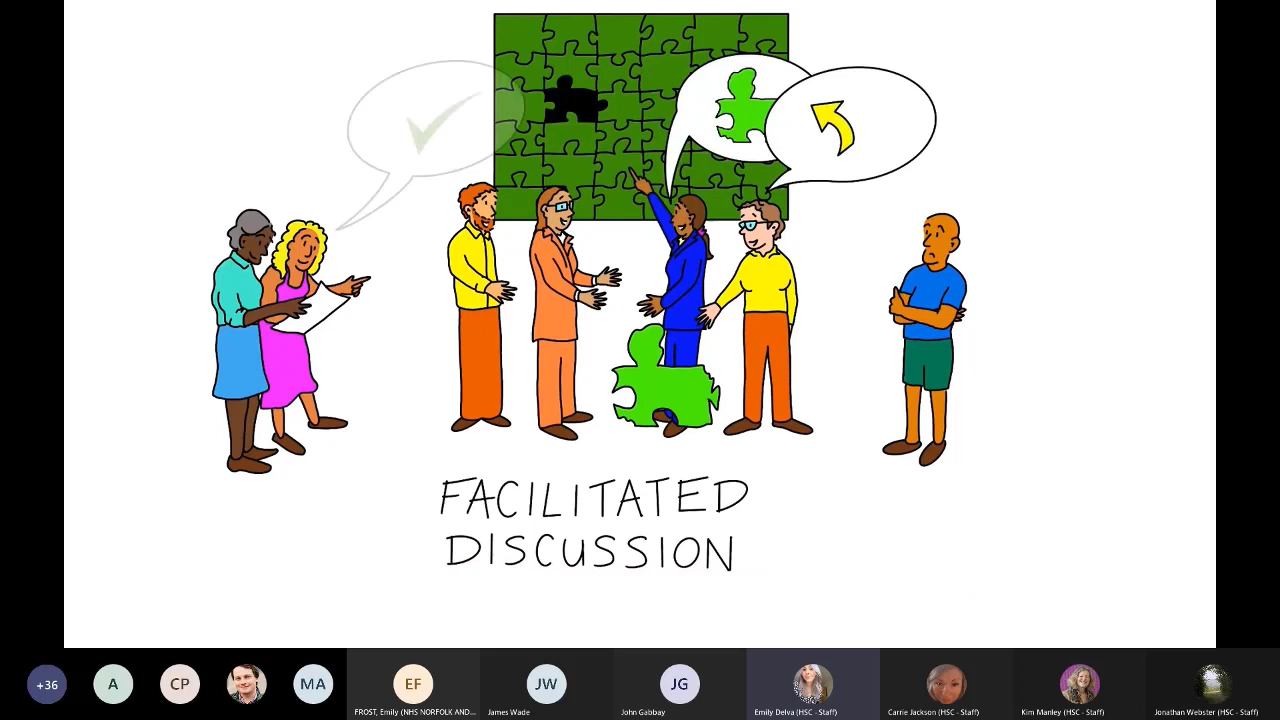 FACILITATED
DISCUSSION
+36
A
CP
MA
EF
FROST, Emily (NHS NORFOLK AND...
JW
James Wade
JG
John Gabbay
Emily Delva (HSC - Staff)
Carrie Jackson (HSC - Staff)
Kim Manley (HSC - Staff)
Jonathan Webster (HSC - Staff)